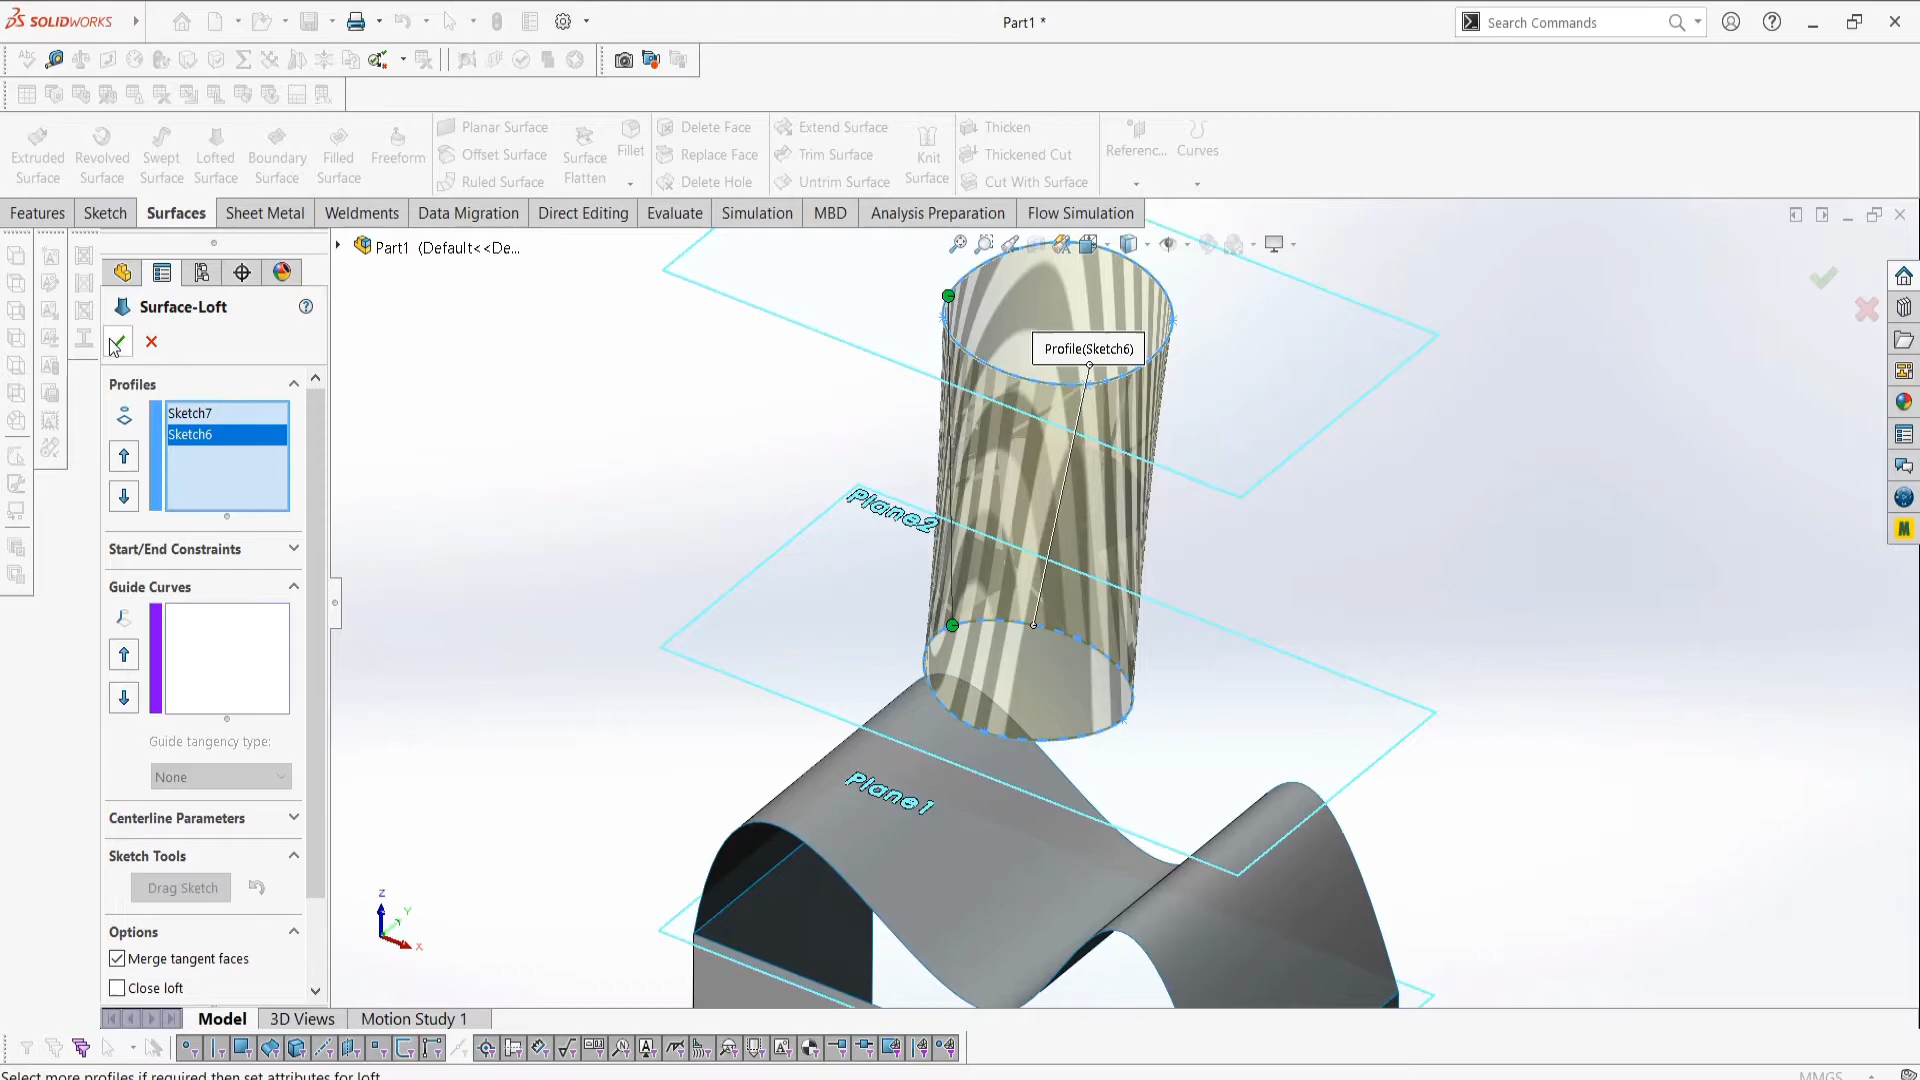 SOLIDWORKS
Part1 *
Search Commands
Extruded Surface
Revolved Surface
Swept Surface
Lofted Surface
Boundary Surface
Filled Surface
Freeform
Planar Surface
Offset Surface
Ruled Surface
Surface Flatten
Fillet
Delete Face
Replace Face
Delete Hole
Extend Surface
Trim Surface
Untrim Surface
Knit Surface
Thicken
Thickened Cut
Cut With Surface
Referenc...
Curves
Features
Sketch
Surfaces
Sheet Metal
Weldments
Data Migration
Direct Editing
Evaluate
Simulation
MBD
Analysis Preparation
Flow Simulation
Part1 (Default<<De...
Surface-Loft
Profiles
Sketch7
Sketch6
Start/End Constraints
Guide Curves
Guide tangency type:
None
Centerline Parameters
Sketch Tools
Drag Sketch
Options
Merge tangent faces
Close loft
Profile(Sketch6)
Plane2
Plane1
Z
Y
X
M
Model
3D Views
Motion Study 1
Select more profiles if required then set attributes for loft
MMGS